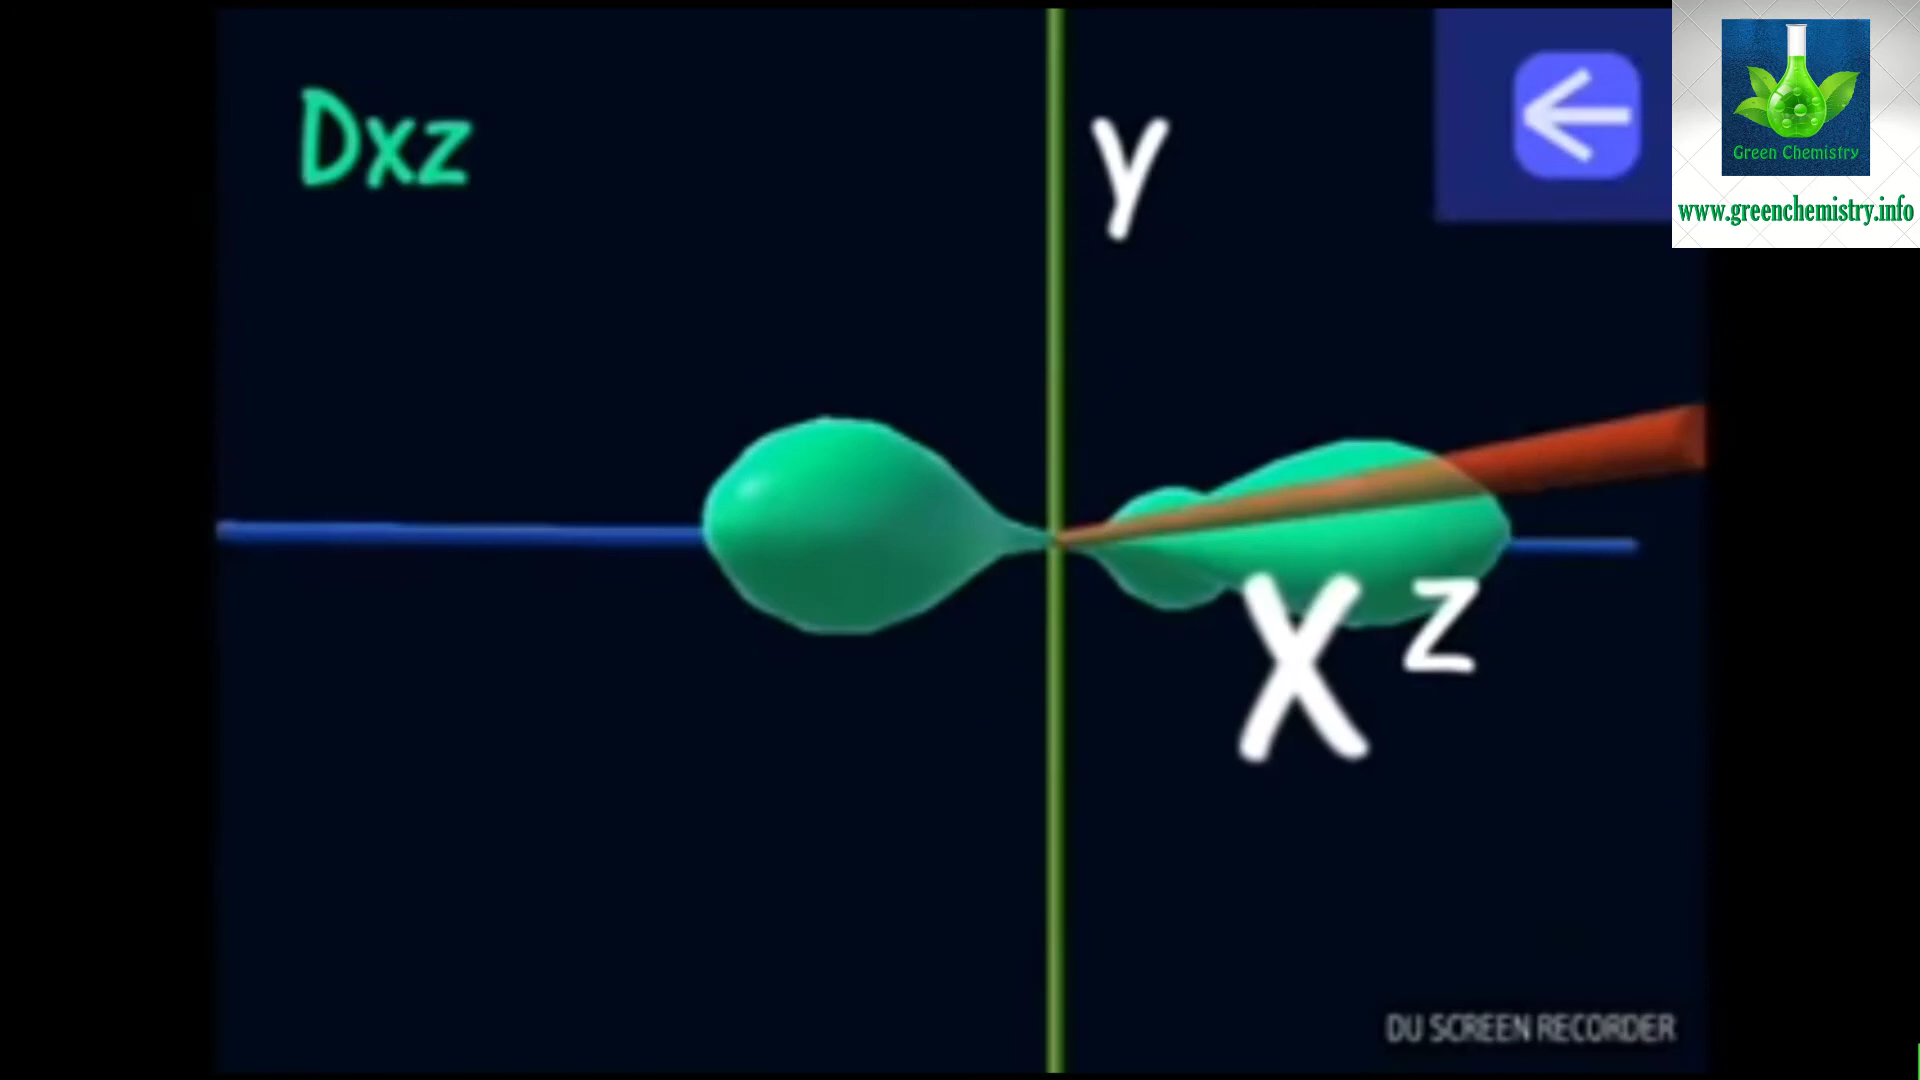 Dxz
y
Green Chemistry
www.greenchemistry.info
X
z
DU SCREEN RECORDER